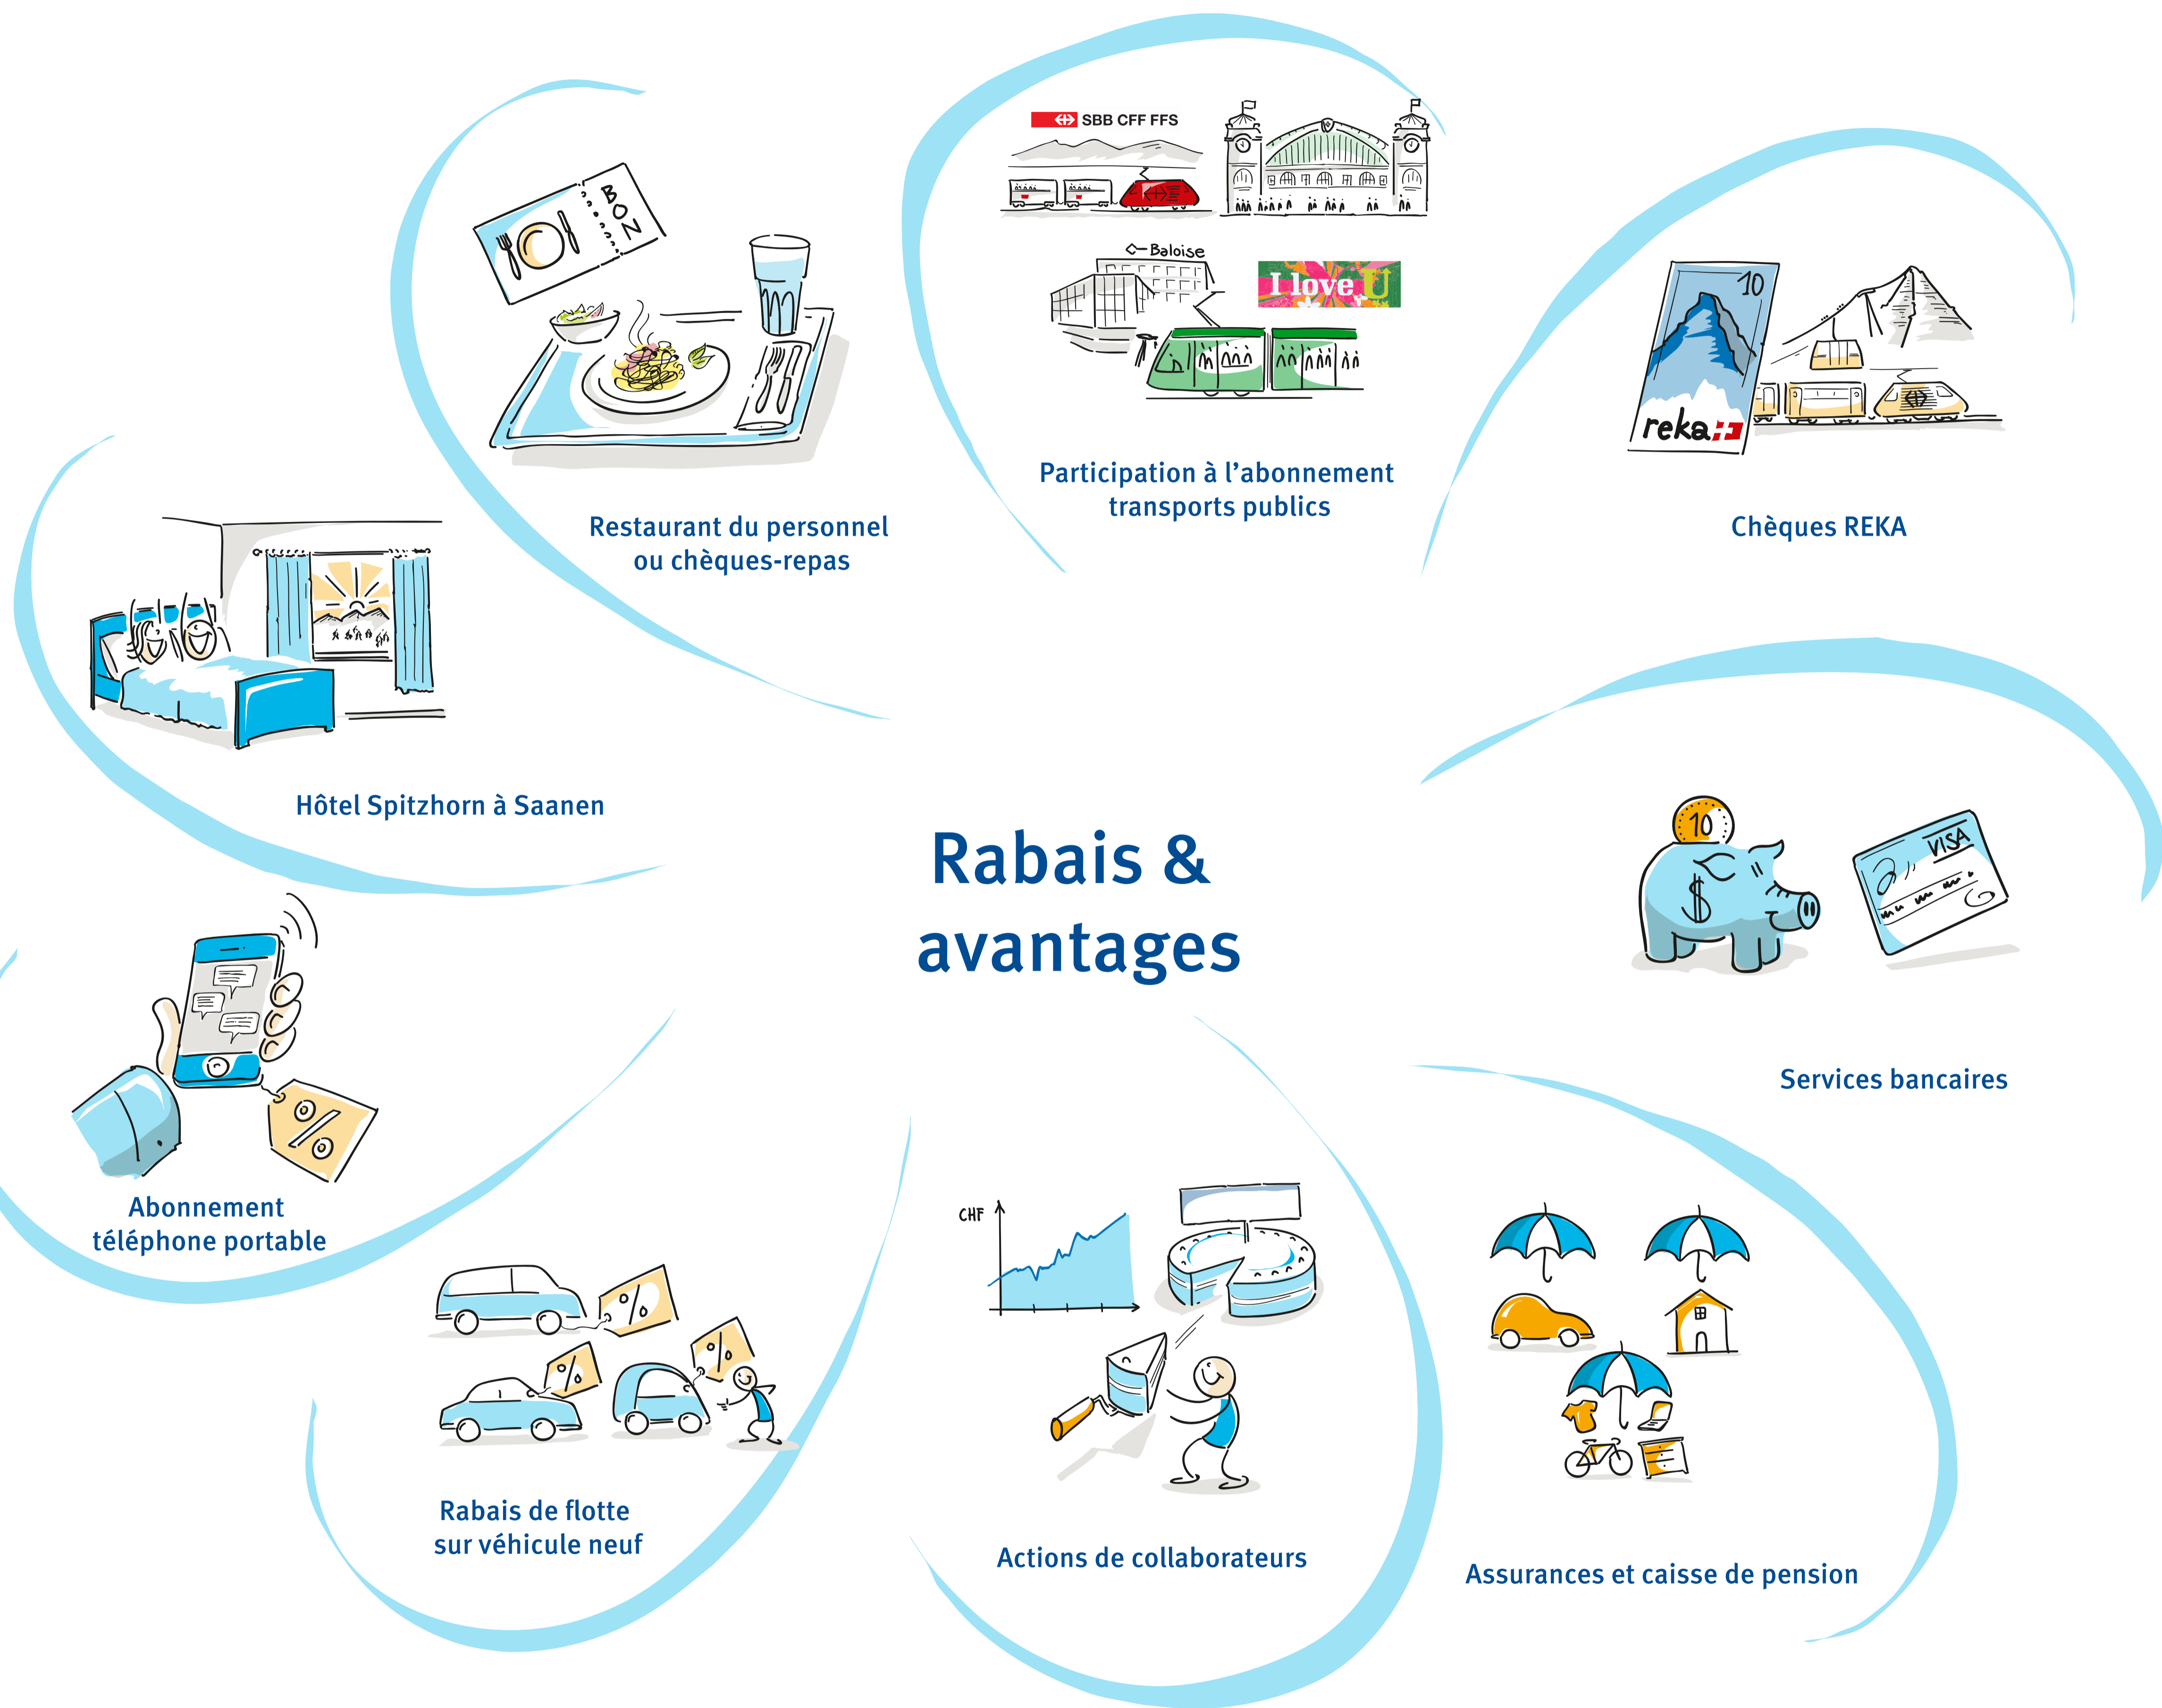 SBB CFF FFS
BON
Baloise
I love U
Participation à l'abonnement
transports publics
10
reka
Chèques REKA
Restaurant du personnel
ou chèques-repas
Hôtel Spitzhorn à Saanen
Rabais &
avantages
10
$
VISA
Services bancaires
%
Abonnement
téléphone portable
%
%
%
Rabais de flotte
sur véhicule neuf
CHF
Actions de collaborateurs
Assurances et caisse de pension